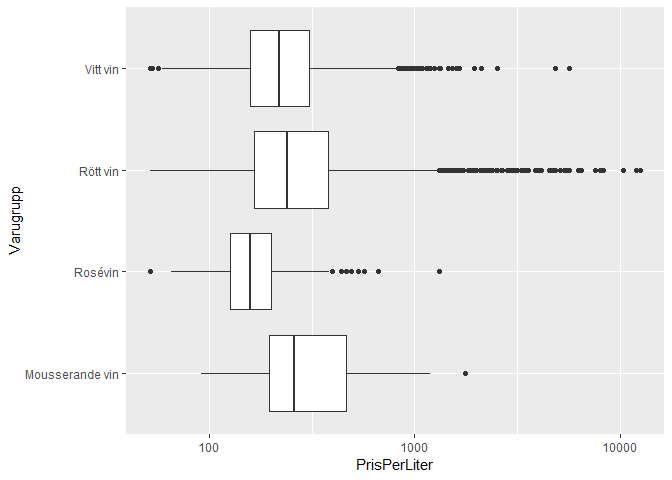 Vitt vin
Rött vin
Rosévin
Mousserande vin
Varugrupp
100
1000
10000
PrisPerLiter